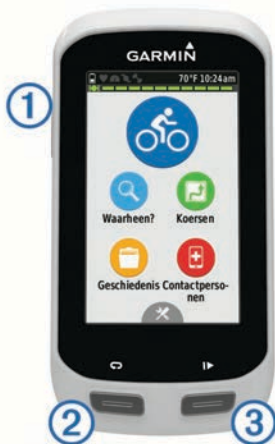 GARMIN
70°F 10:24am
1
Waarheen? Koersen
Geschiedenis Contactperso-
nen
2 3